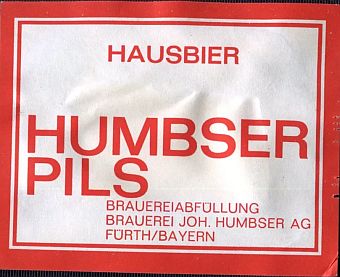 HAUSBIER
HUMBSER
PILS
BRAUEREIABFÜLLUNG
BRAUEREI JOH. HUMBSER AG
FÜRTH/BAYERN